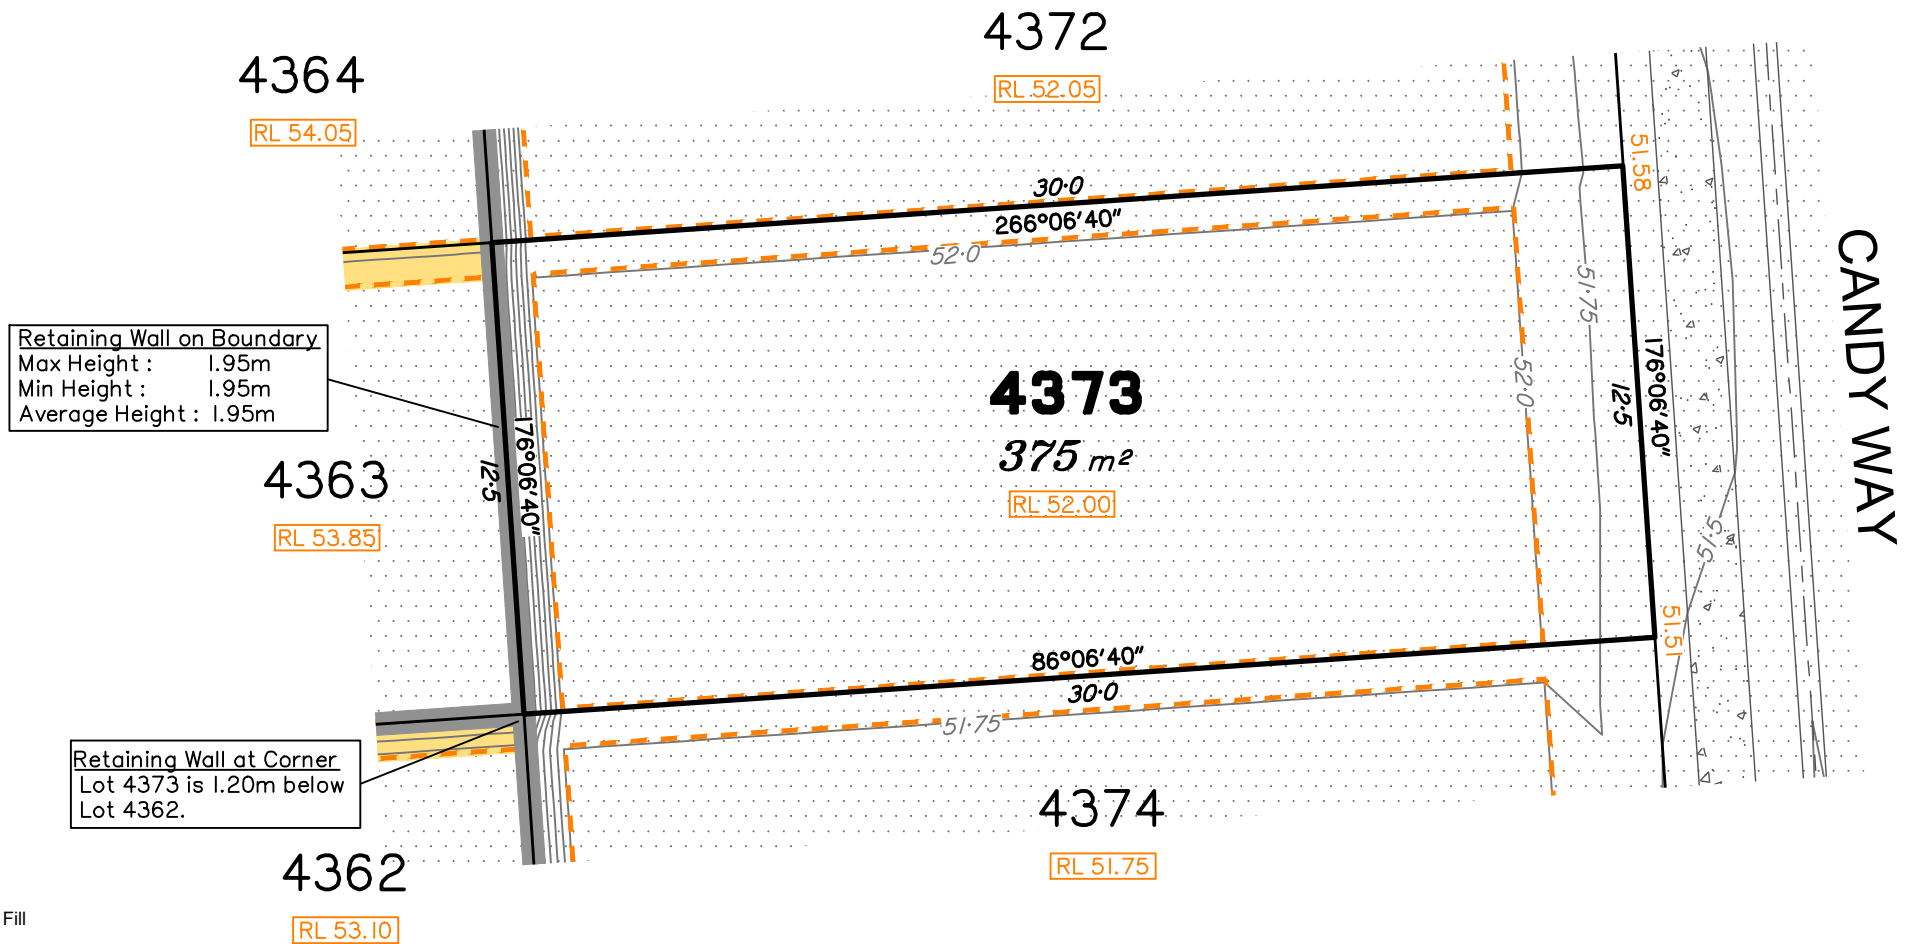 4372
RL 52.05
4364
RL 54.05
51.58
30·0
266°06'40"
52·0
CANDY WAY
51·75
Retaining Wall on Boundary
Max Height : 1.95m
Min Height : 1.95m
Average Height : 1.95m
176°06'40"
12·5
52·0
4373
375 m²
RL 52.00
176°06'40"
12·5
4363
RL 53.85
51·5
51.51
86°06'40"
30·0
51·75
Retaining Wall at Corner
Lot 4373 is 1.20m below
Lot 4362.
4374
RL 51.75
4362
RL 53.10
Fill